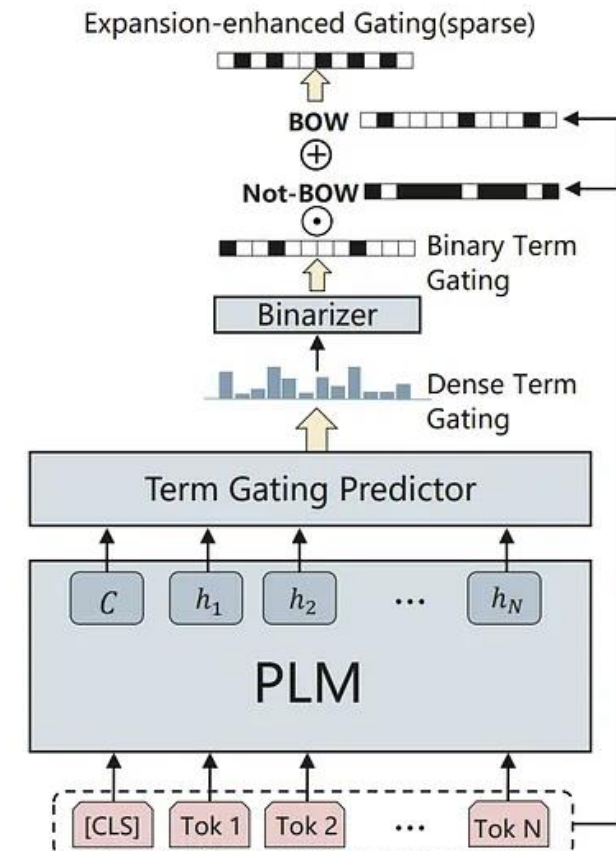 Expansion-enhanced Gating(sparse)
BOW
Not-BOW
Binary Term
Gating
Binarizer
Dense Term
Gating
Term Gating Predictor
C h₁ h₂ ... h_N
PLM
[CLS] Tok 1 Tok 2 ... Tok N